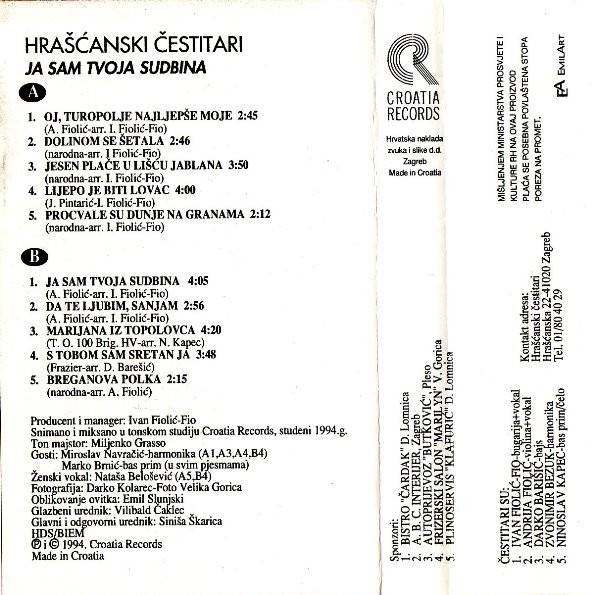 HRAŠĆANSKI ČESTITARI
JA SAM TVOJA SUDBINA
A
1. OJ, TUROPOLJE NAJLJEPŠE MOJE 2:45
(A. Fiolić-arr. I. Fiolić-Fio)
2. DOLINOM SE ŠETALA 2:46
(narodna-arr. I Fiolić-Fio)
3. JESEN PLAČE U LIŠĆU JABLANA 3:50
(narodna-arr. I. Fiolić-Fio)
4. LIJEPO JE BITI LOVAC 4:00
(J. Pintarić-I. Fiolić-Fio)
5. PROCVALE SU DUNJE NA GRANAMA 2:12
(narodna-arr. I. Fiolić-Fio)
B
1. JA SAM TVOJA SUDBINA 4:05
(A. Fiolić-arr. I. Fiolić-Fio)
2. DA TE LJUBIM, SANJAM 2:56
(A. Fiolić-arr. I. Fiolić-Fio)
3. MARIJANA IZ TOPOLOVCA 4:20
(T. O. 100 Brig. HV-arr. N. Kapec)
4. S TOBOM SAM SRETAN JA 3:48
(Frazier-arr. D. Barešić)
5. BREGANOVA POLKA 2:15
(narodna-arr. A. Fiolić)
Producent i manager: Ivan Fiolić-Fio
Snimano i miksano u tonskom studiju Croatia Records, studeni 1994.g.
Ton majstor: Miljenko Grasso
Gosti: Miroslav Navračić-harmonika (A1,A3,A4,B4)
Marko Brnić-bas prim (u svim pjesmama)
Ženski vokal: Nataša Belošević (A5,B4)
Fotografija: Darko Kolarec-Foto Velika Gorica
Oblikovanje ovitka: Emil Slunjski
Glazbeni urednik: Vilibald Čaklec
Glavni i odgovorni urednik: Siniša Škarica
HDS/BIEM
Ⓟ i © 1994. Croatia Records
Made in Croatia
CROATIA
RECORDS
Hrvatska naklada
zvuka i slike d.d.
Zagreb
Made in Croatia
Sponzori:
1. BISTRO "ČARDAK" D. Lomnica
2. A. B. C. INTERIJER, Zagreb
3. AUTOPRIJEVOZ "BUTKOVIĆ", Pleso
4. FRIZERSKI SALON "MARILYN" V. Gorica
5. PLINOSERVIS "KLAFURIĆ" D. Lomnica
MIŠLJENJEM MINISTARSTVA PROSVJETE I
KULTURE RH NA OVAJ PROIZVOD
PLAĆA SE POSEBNA POVLAŠTENA STOPA
POREZA NA PROMET.
EA EMILART
Kontakt adresa:
Hrašćanski čestitari
Hrašćanska 22-41020 Zagreb
Tel. 01/80 40 29
ČESTITARI SU:
1. IVAN FIOLIĆ-FIO-bugarija+vokal
2. ANDRIJA FIOLIĆ-violina+vokal
3. DARKO BARIŠIĆ-bajs
4. ZVONIMIR BEZUK-harmonika
5. NINOSLAV KAPEC-bas prim/čelo